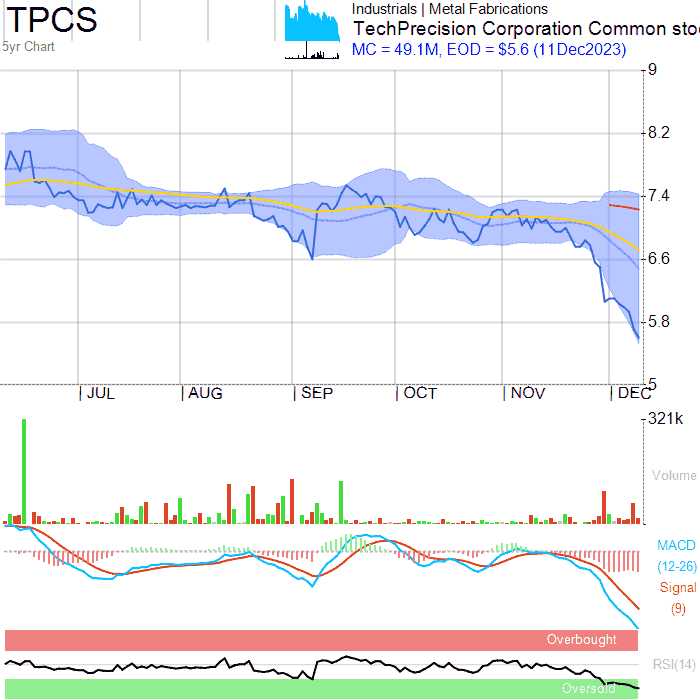 TPCS
5yr Chart
Industrials | Metal Fabrications
TechPrecision Corporation Common sto
MC = 49.1M, EOD = $5.6 (11Dec2023)
9
8.2
7.4
6.6
5.8
5
JUL
AUG
SEP
OCT
NOV
DEC
321k
Volume
MACD
(12-26)
Signal
(9)
Overbought
RSI(14)
Oversold